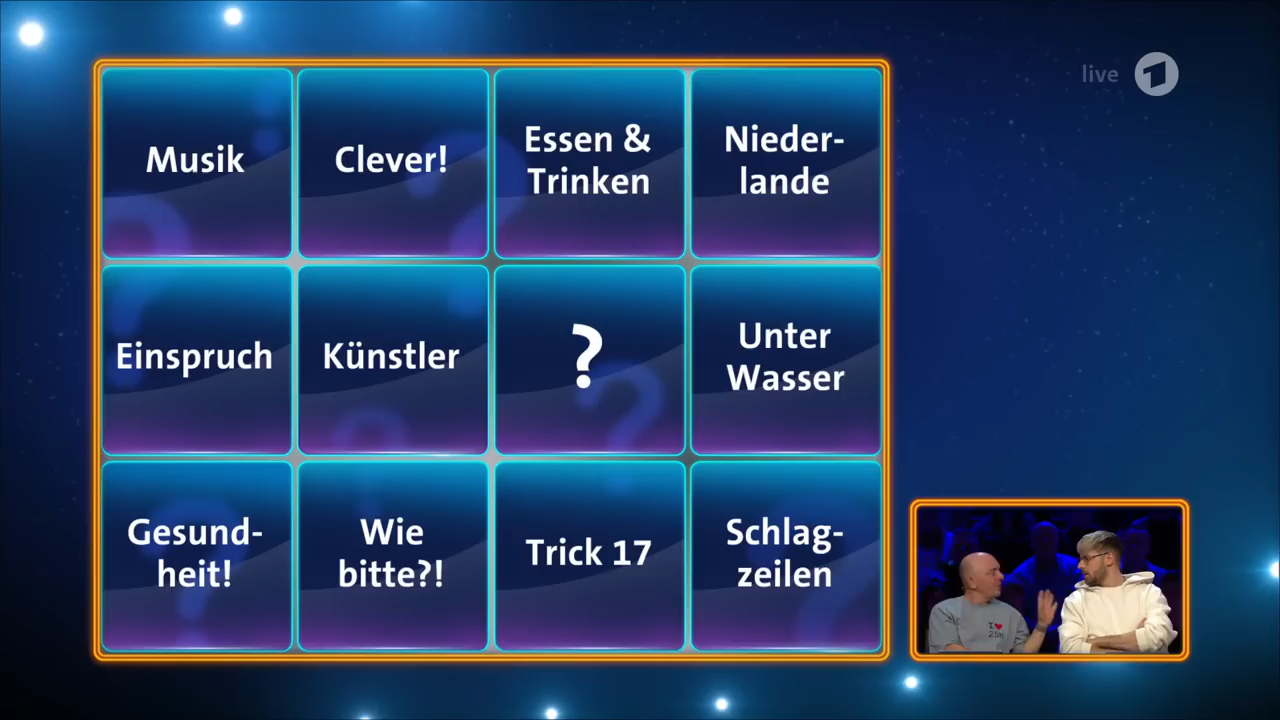 live
Musik
Clever!
Essen &
Trinken
Nieder-
lande
Einspruch
Künstler
?
Unter
Wasser
Gesund-
heit!
Wie
bitte?!
Trick 17
Schlag-
zeilen
I ❤